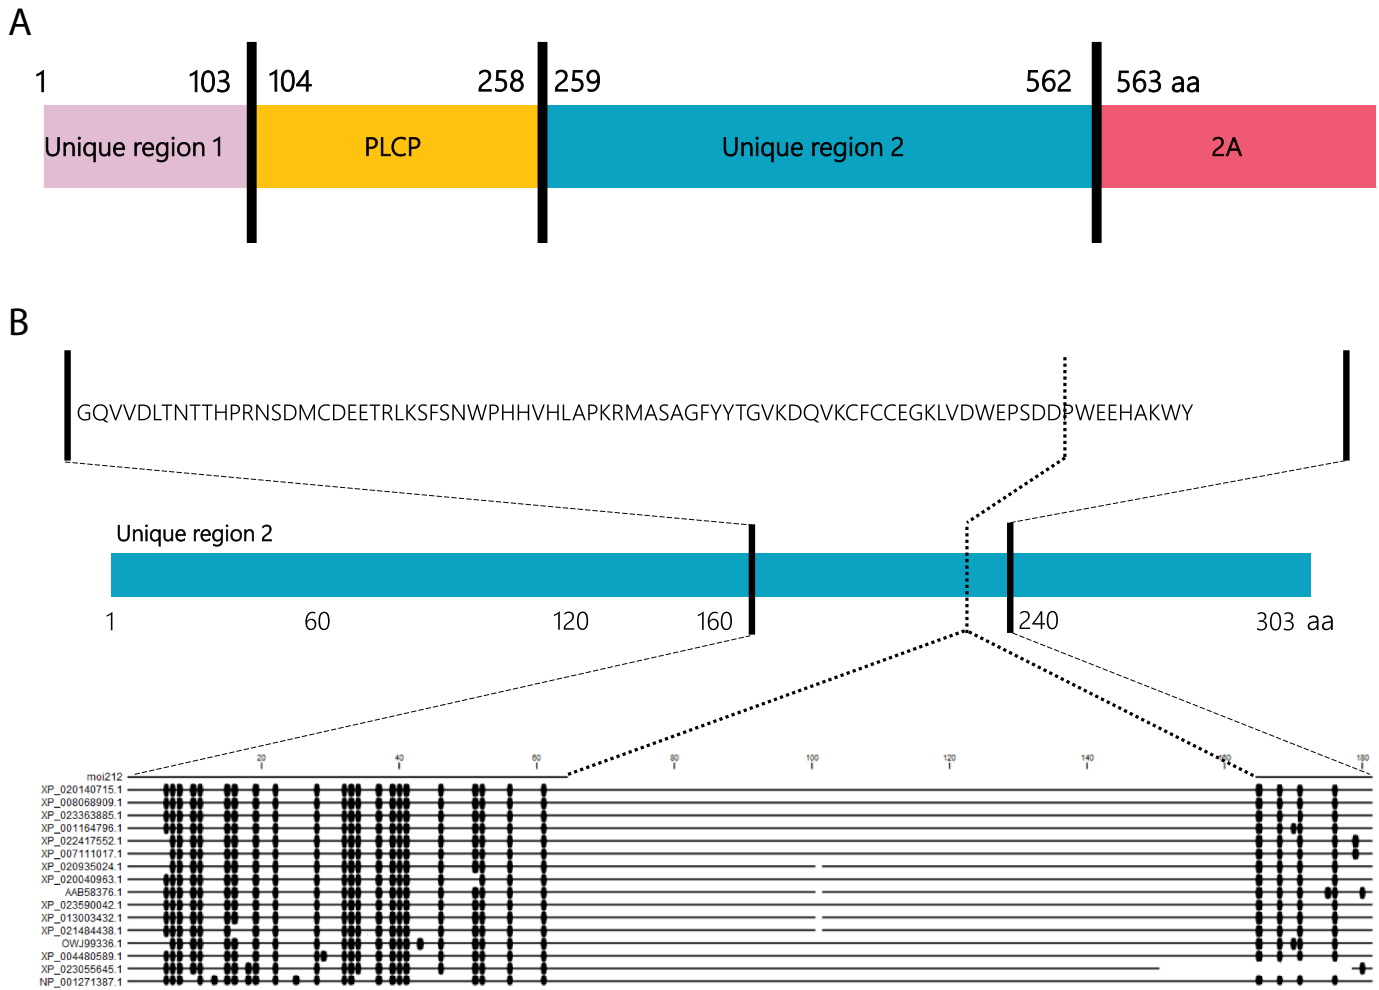 A
1 103 104 258 259 562 563 aa
Unique region 1 PLCP Unique region 2 2A
B
GQVVDLTNTTHPRNSDMCDEETRLKSFSNWPHHVHLAPKRMASAGFYYTGVKDQVKCFCCEGKLVDWEPSDDPWEEHAKWY
Unique region 2
1 60 120 160 240 303 aa
20 40 60 80 100 120 140 160 180
moi212
XP_020140715.1
XP_008068909.1
XP_023363885.1
XP_001164796.1
XP_022417552.1
XP_007111017.1
XP_020935024.1
XP_020040963.1
AAB58376.1
XP_023590042.1
XP_013003432.1
XP_021484438.1
OWJ99336.1
XP_004480589.1
XP_023055645.1
NP_001271387.1